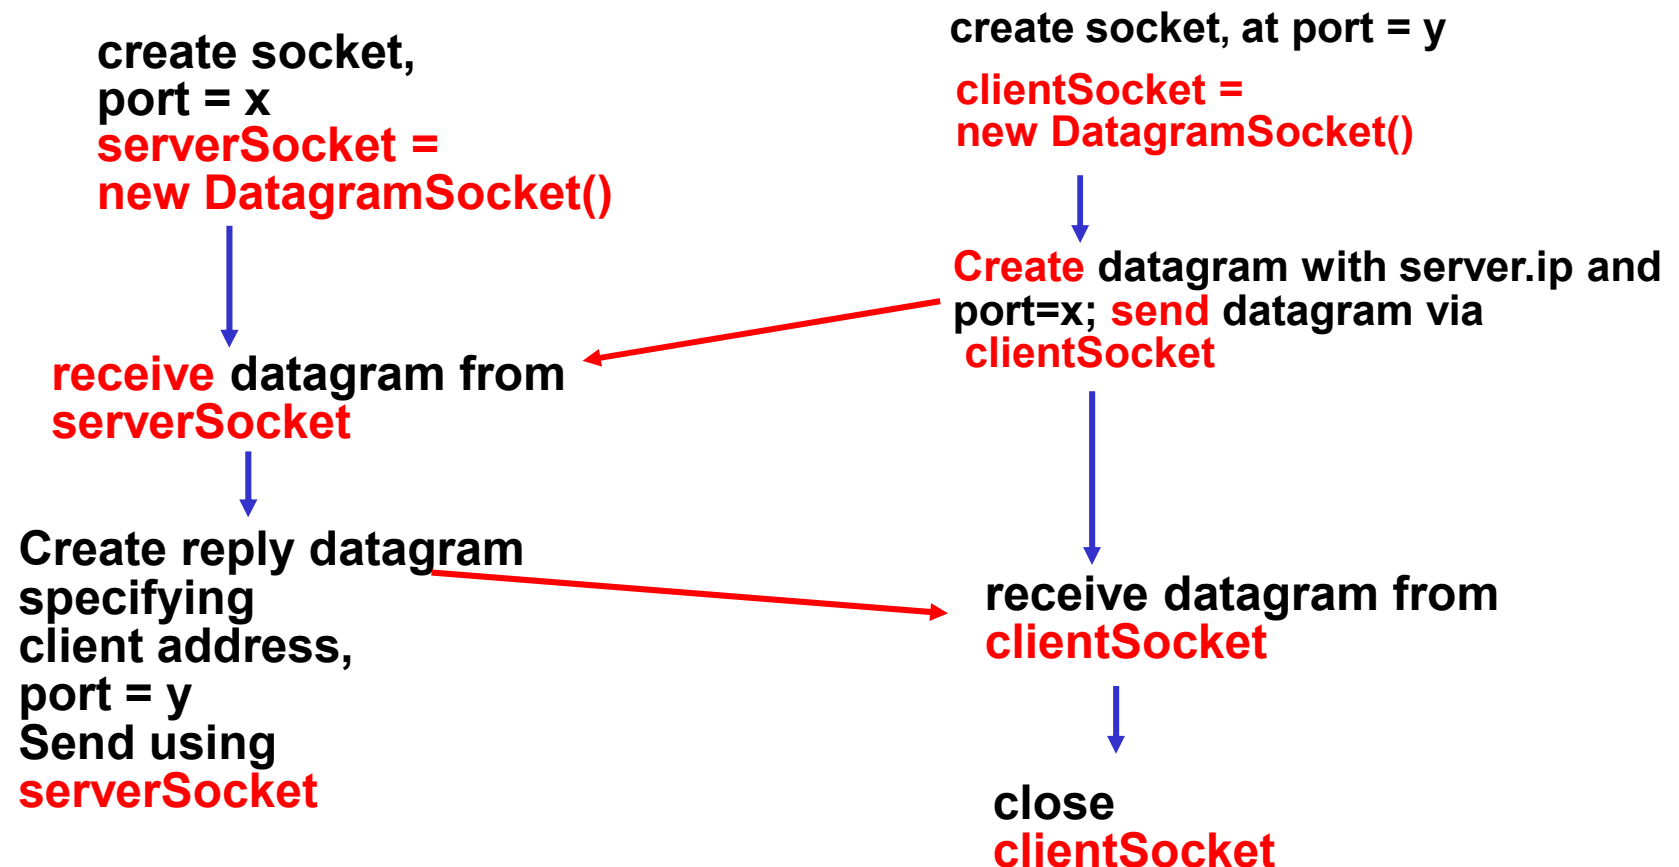 create socket,
port = x
serverSocket =
new DatagramSocket()
receive datagram from
serverSocket
Create reply datagram
specifying
client address,
port = y
Send using
serverSocket
create socket, at port = y
clientSocket =
new DatagramSocket()
Create datagram with server.ip and
port=x; send datagram via
clientSocket
receive datagram from
clientSocket
close
clientSocket